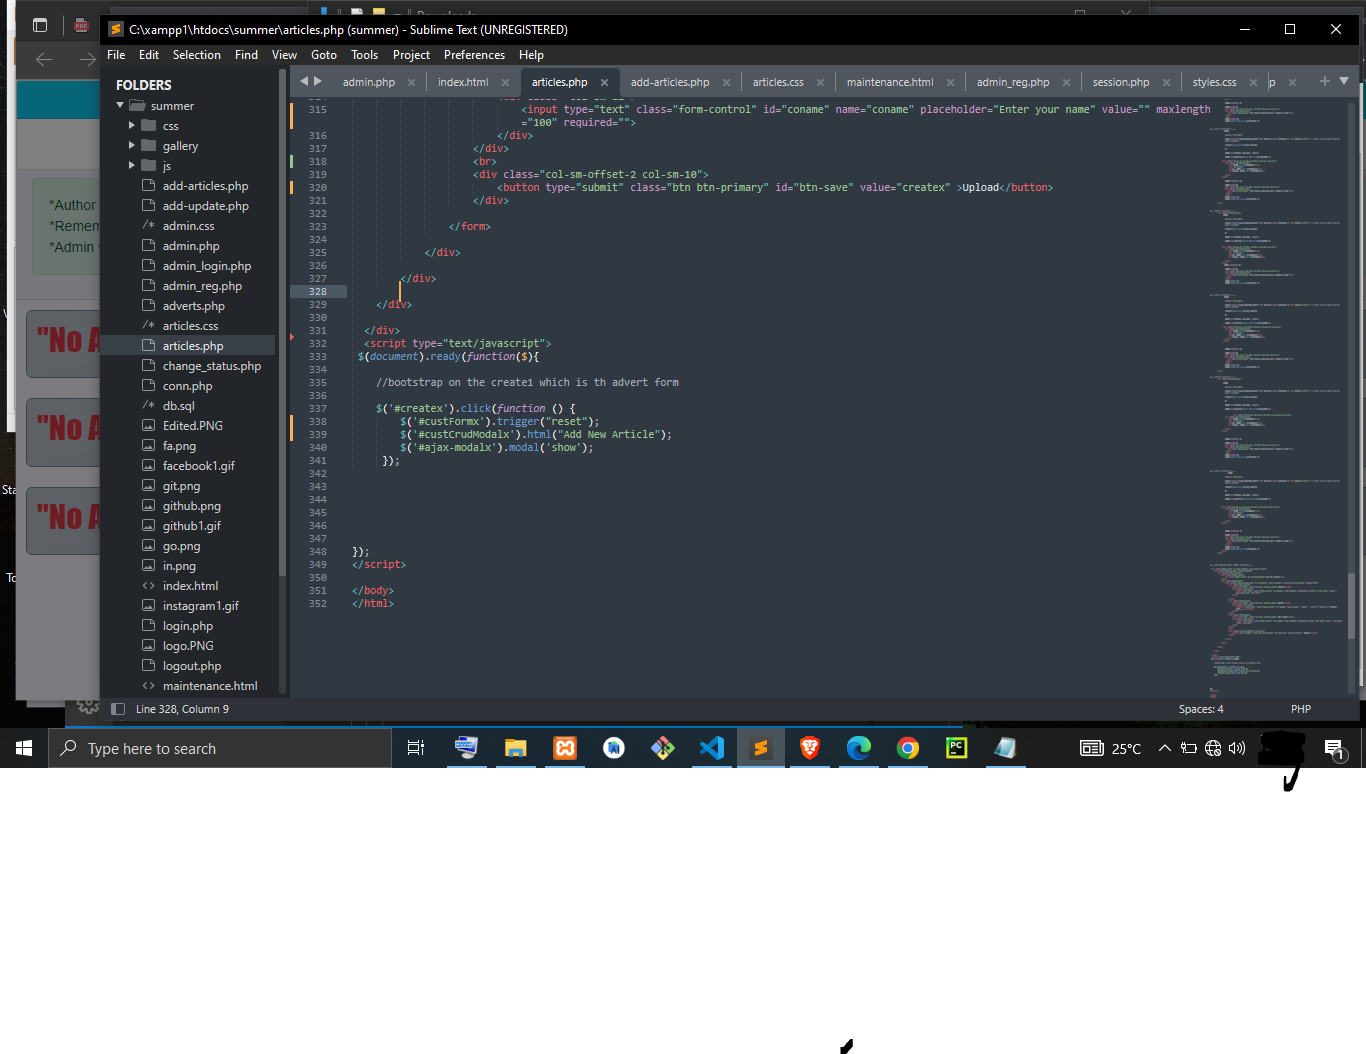 C:\xampp1\htdocs\summer\articles.php (summer) - Sublime Text (UNREGISTERED)
File Edit Selection Find View Goto Tools Project Preferences Help
FOLDERS
summer
css
gallery
js
add-articles.php
add-update.php
/* admin.css
admin.php
admin_login.php
admin_reg.php
adverts.php
/* articles.css
articles.php
change_status.php
conn.php
/* db.sql
Edited.PNG
fa.png
facebook1.gif
git.png
github.png
github1.gif
go.png
in.png
<> index.html
instagram1.gif
login.php
logo.PNG
logout.php
<> maintenance.html
*Author
*Remem
*Admin
"No A
"No A
"No A
admin.php index.html articles.php add-articles.php articles.css maintenance.html admin_reg.php session.php styles.css p
315 <input type="text" class="form-control" id="coname" name="coname" placeholder="Enter your name" value="" maxlength
="100" required="">
316 </div>
317 </div>
318 <br>
319 <div class="col-sm-offset-2 col-sm-10">
320 <button type="submit" class="btn btn-primary" id="btn-save" value="createx" >Upload</button>
321 </div>
322
323 </form>
324
325 </div>
326
327 </div>
328
329 </div>
330
331 </div>
332 <script type="text/javascript">
333 $(document).ready(function($){
334
335 //bootstrap on the create1 which is th advert form
336
337 $('#createx').click(function () {
338 $('#custFormx').trigger("reset");
339 $('#custCrudModalx').html("Add New Article");
340 $('#ajax-modalx').modal('show');
341 });
342
343
344
345
346
347
348 });
349 </script>
350
351 </body>
352 </html>
Line 328, Column 9
Spaces: 4
PHP
Type here to search
25°C
1